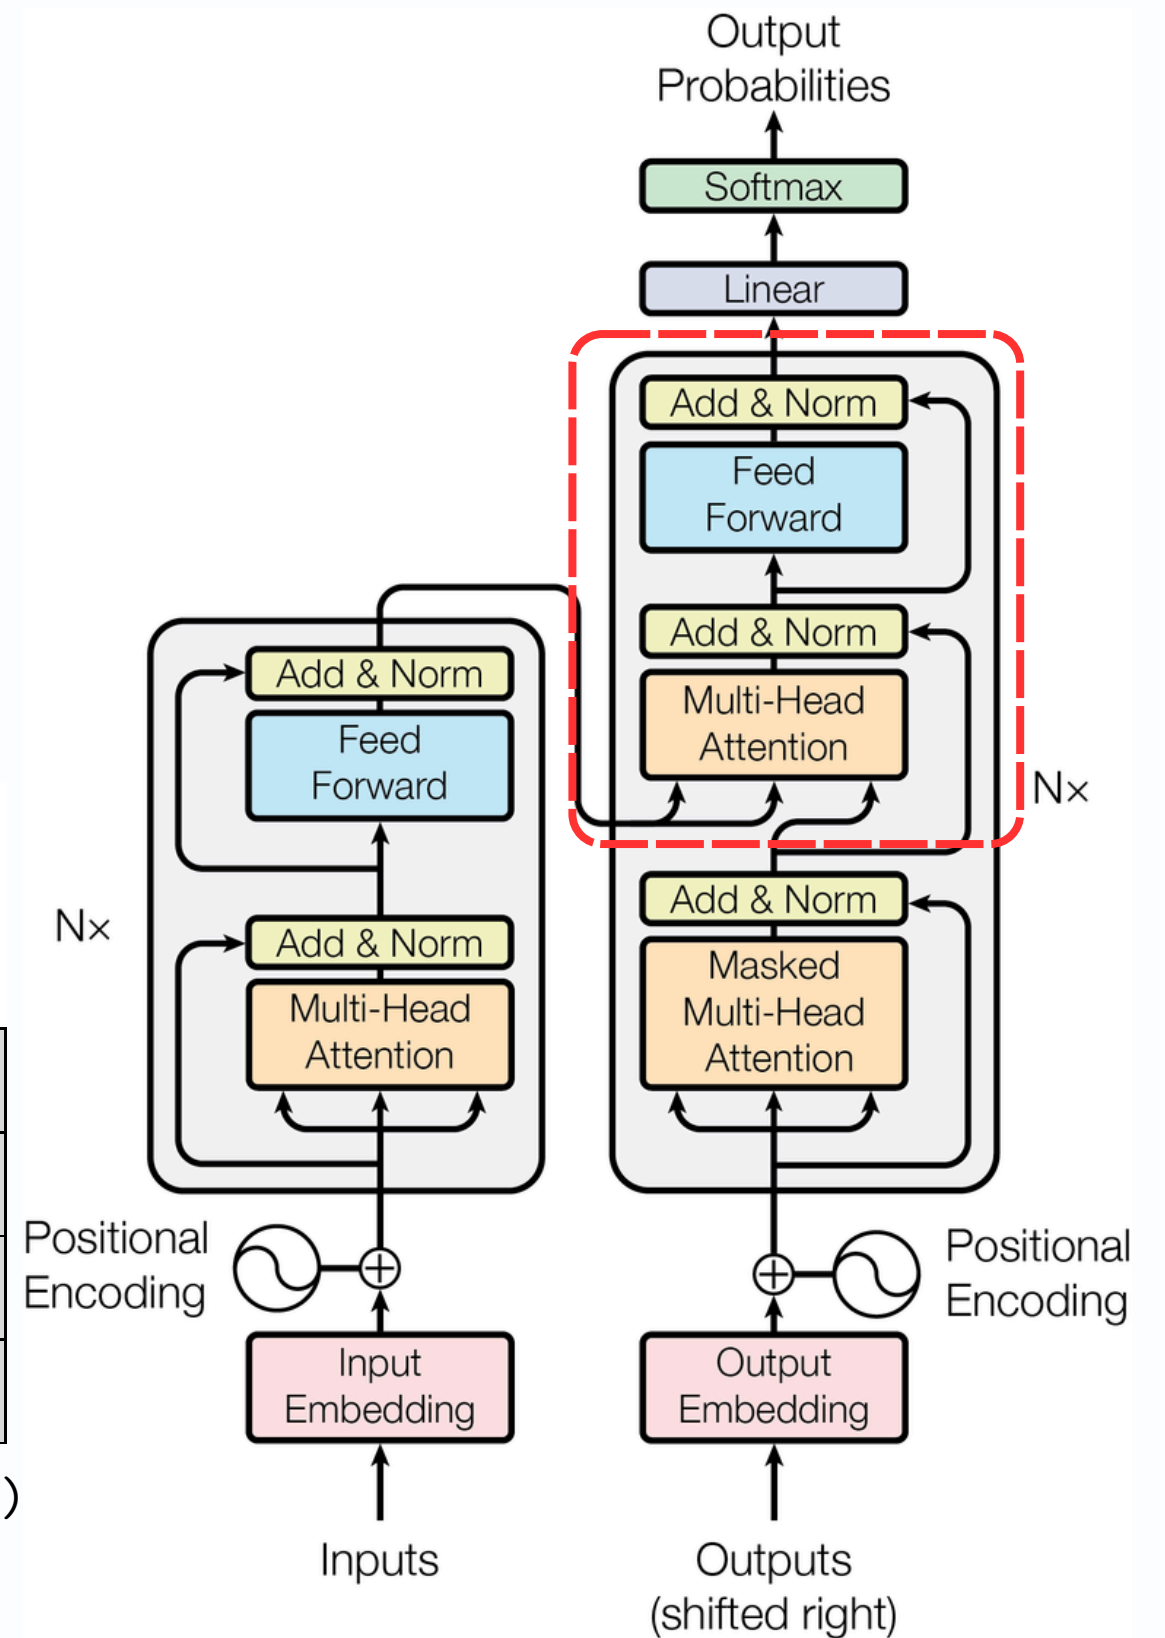 Output
Probabilities
Softmax
Linear
Add & Norm
Feed
Forward
Add & Norm
Multi-Head
Attention
N×
Add & Norm
Masked
Multi-Head
Attention
Add & Norm
Feed
Forward
N×
Add & Norm
Multi-Head
Attention
Positional
Encoding
Positional
Encoding
Input
Embedding
Output
Embedding
)
Inputs
Outputs
(shifted right)